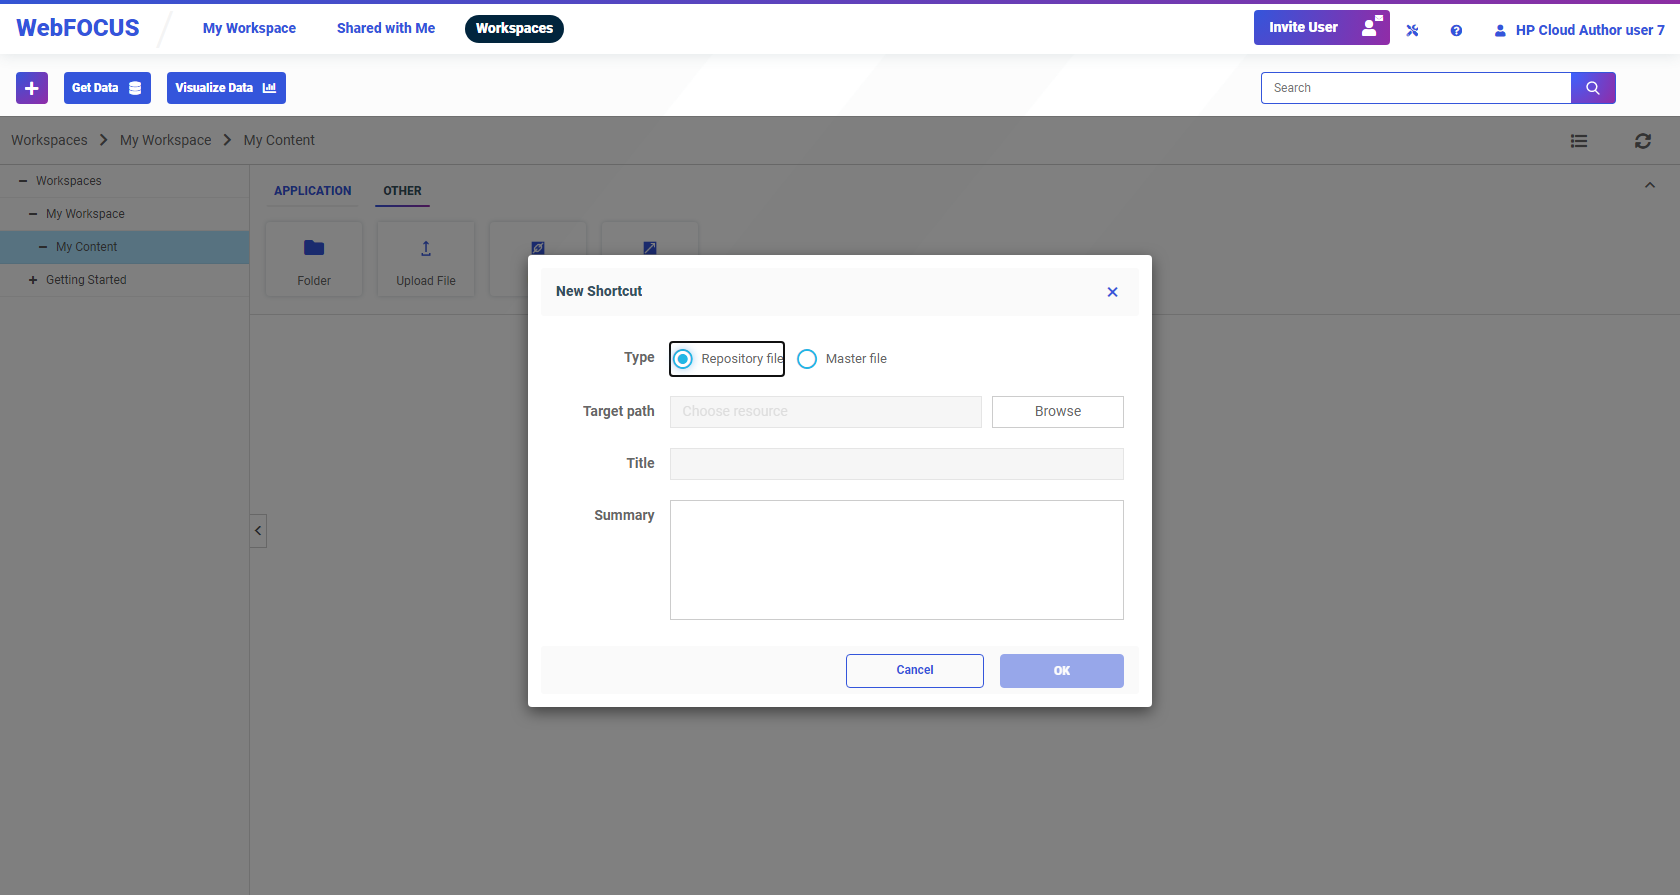 WebFOCUS
My Workspace
Shared with Me
Workspaces
Invite User
HP Cloud Author user 7
Get Data
Visualize Data
Search
Workspaces
My Workspace
My Content
Workspaces
My Workspace
My Content
Getting Started
APPLICATION
OTHER
Folder
Upload File
New Shortcut
Type
Repository file
Master file
Target path
Choose resource
Browse
Title
Summary
Cancel
OK